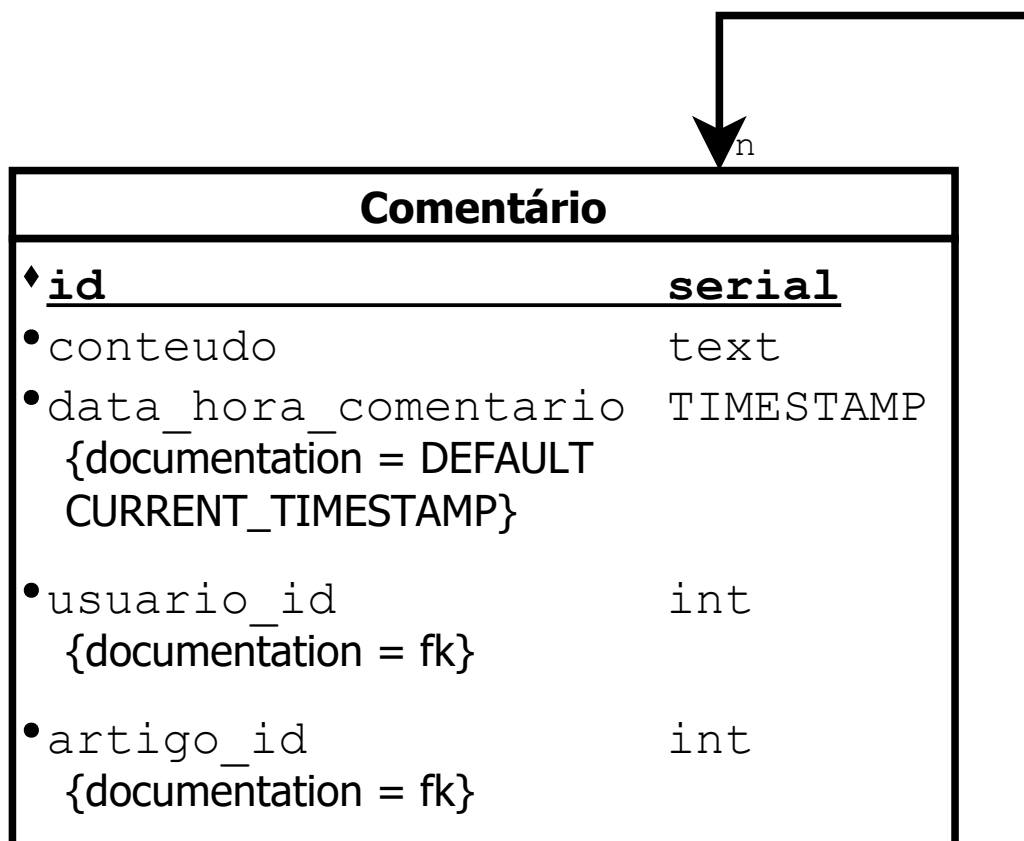 n
Comentário
id serial
conteudo text
data_hora_comentario TIMESTAMP
{documentation = DEFAULT
CURRENT_TIMESTAMP}
usuario_id int
{documentation = fk}
artigo_id int
{documentation = fk}